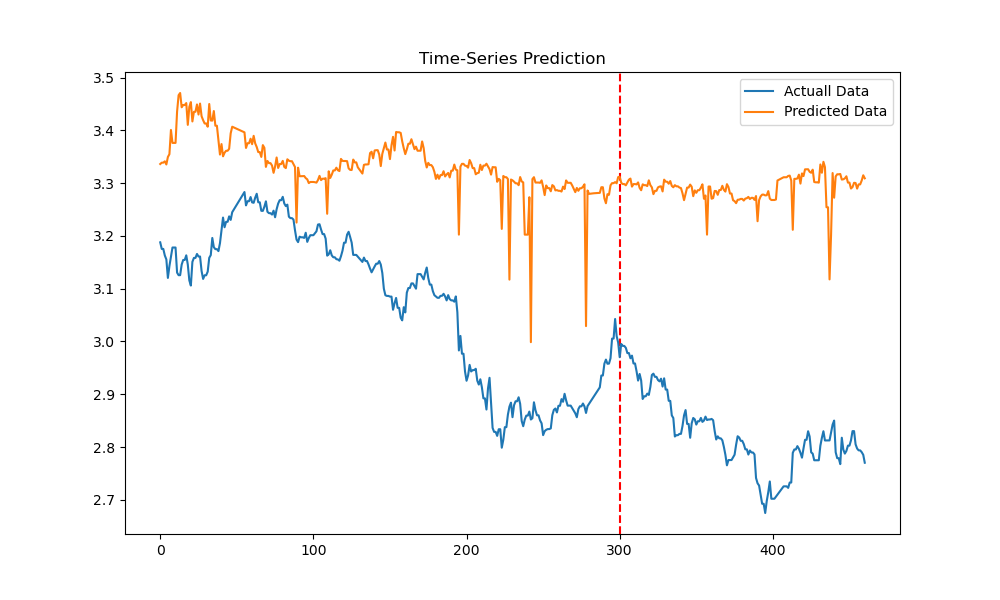 Time-Series Prediction
Actuall Data
Predicted Data
3.5
3.4
3.3
3.2
3.1
3.0
2.9
2.8
2.7
0 100 200 300 400